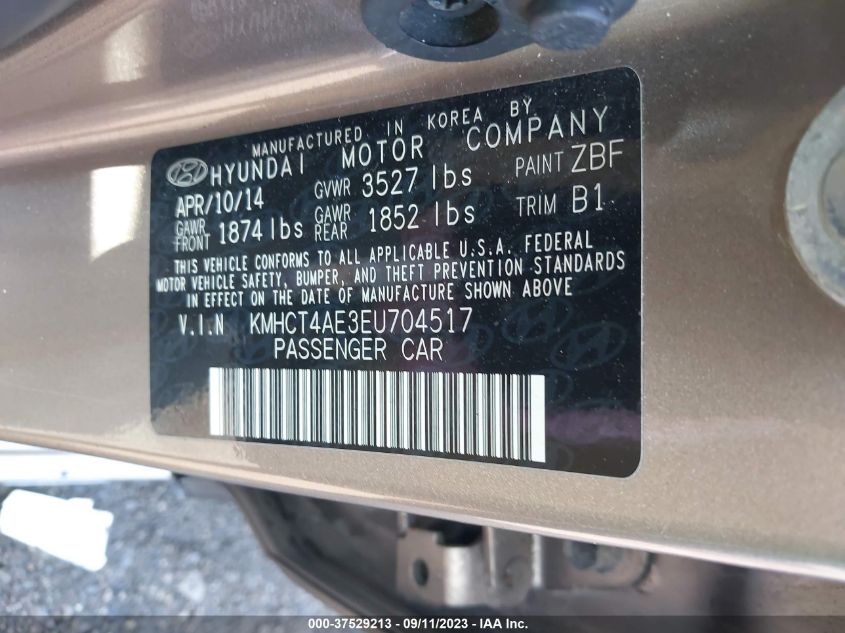 MANUFACTURED IN KOREA BY
HYUNDAI MOTOR COMPANY
APR/10/14 GVWR 3527 lbs PAINT ZBF
GAWR FRONT 1874 lbs GAWR REAR 1852 lbs TRIM B1
THIS VEHICLE CONFORMS TO ALL APPLICABLE U.S.A. FEDERAL
MOTOR VEHICLE SAFETY, BUMPER, AND THEFT PREVENTION STANDARDS
IN EFFECT ON THE DATE OF MANUFACTURE SHOWN ABOVE
V.I.N KMHCT4AE3EU704517
PASSENGER CAR
000-37529213 - 09/11/2023 - IAAI Inc.